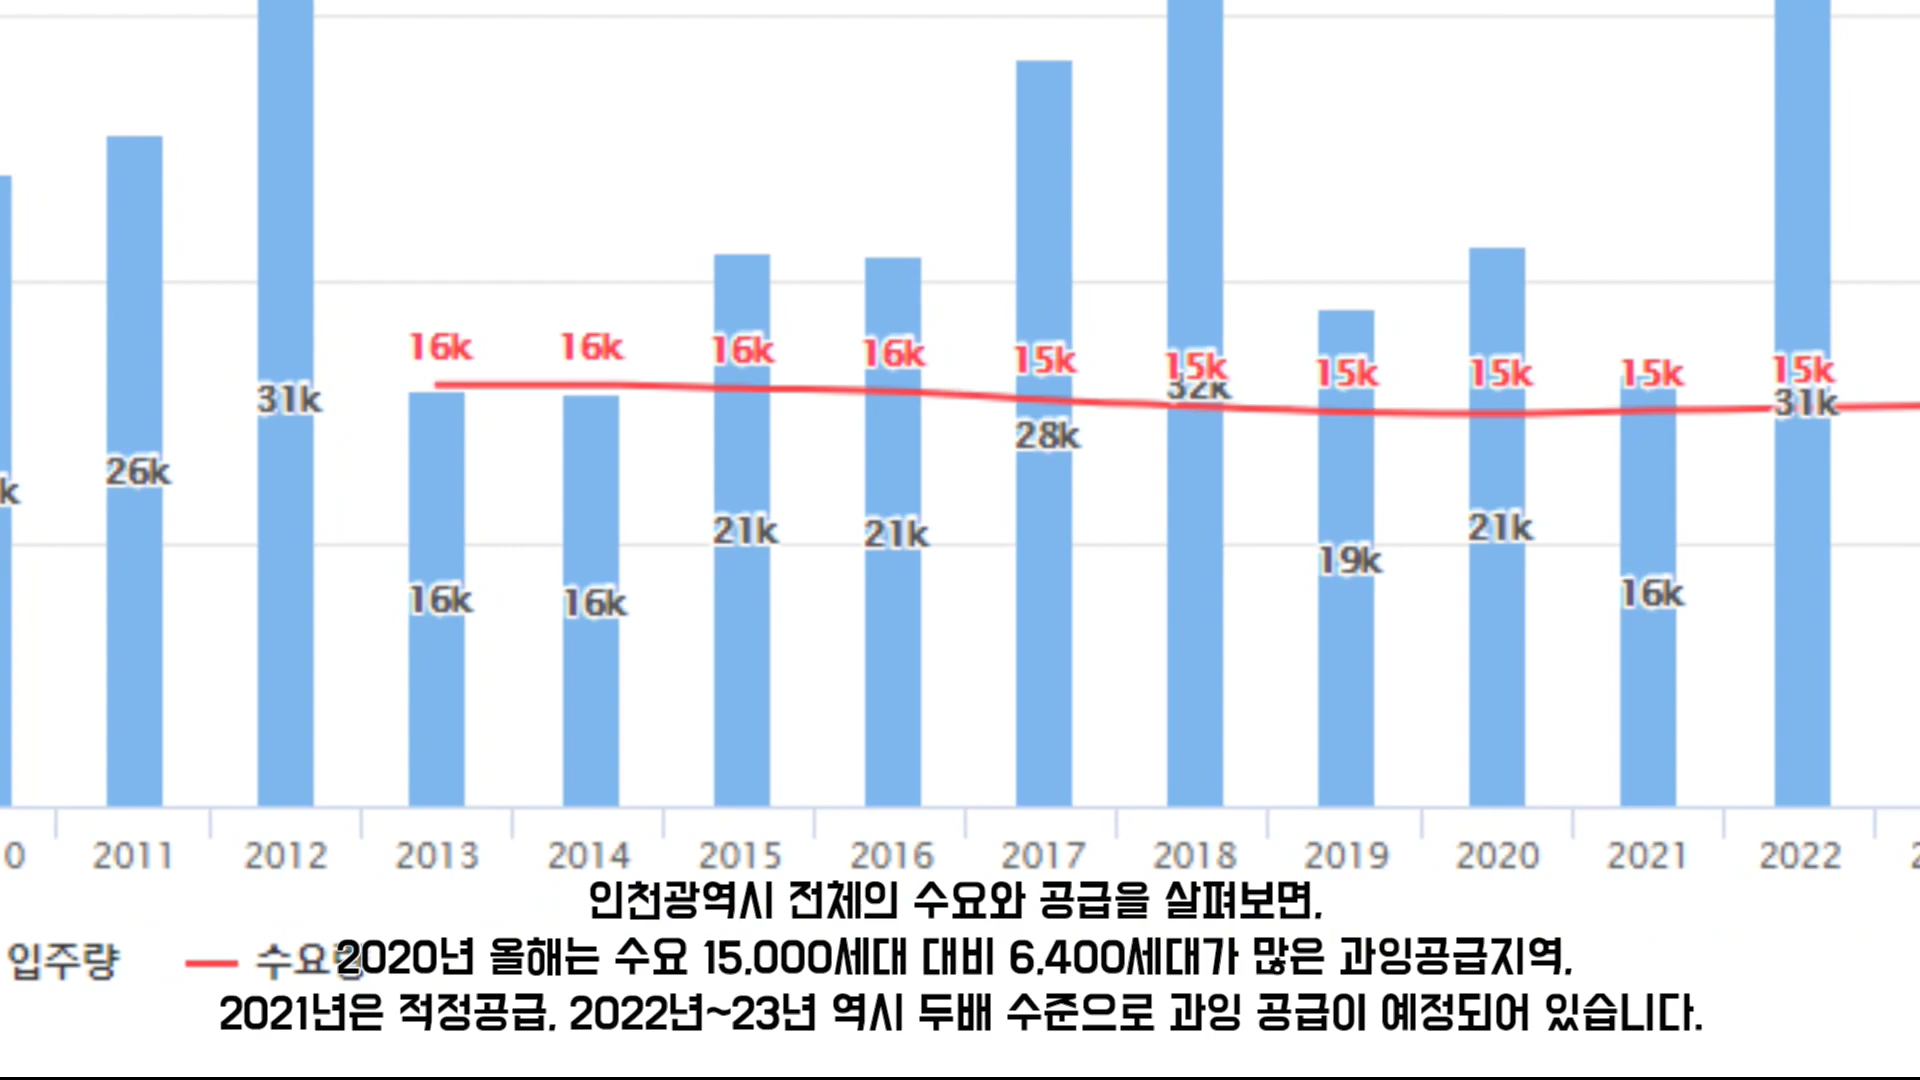 16k 16k 16k 16k 15k 15k 15k 15k 15k 15k
26k 31k 16k 16k 21k 21k 28k 32k 19k 21k 16k 31k
2011 2012 2013 2014 2015 2016 2017 2018 2019 2020 2021 2022
인천광역시 전체의 수요와 공급을 살펴보면,
입주량 수요량
2020년 올해는 수요 15,000세대 대비 6,400세대가 많은 과잉공급지역,
2021년은 적정공급, 2022년~23년 역시 두배 수준으로 과잉 공급이 예정되어 있습니다.